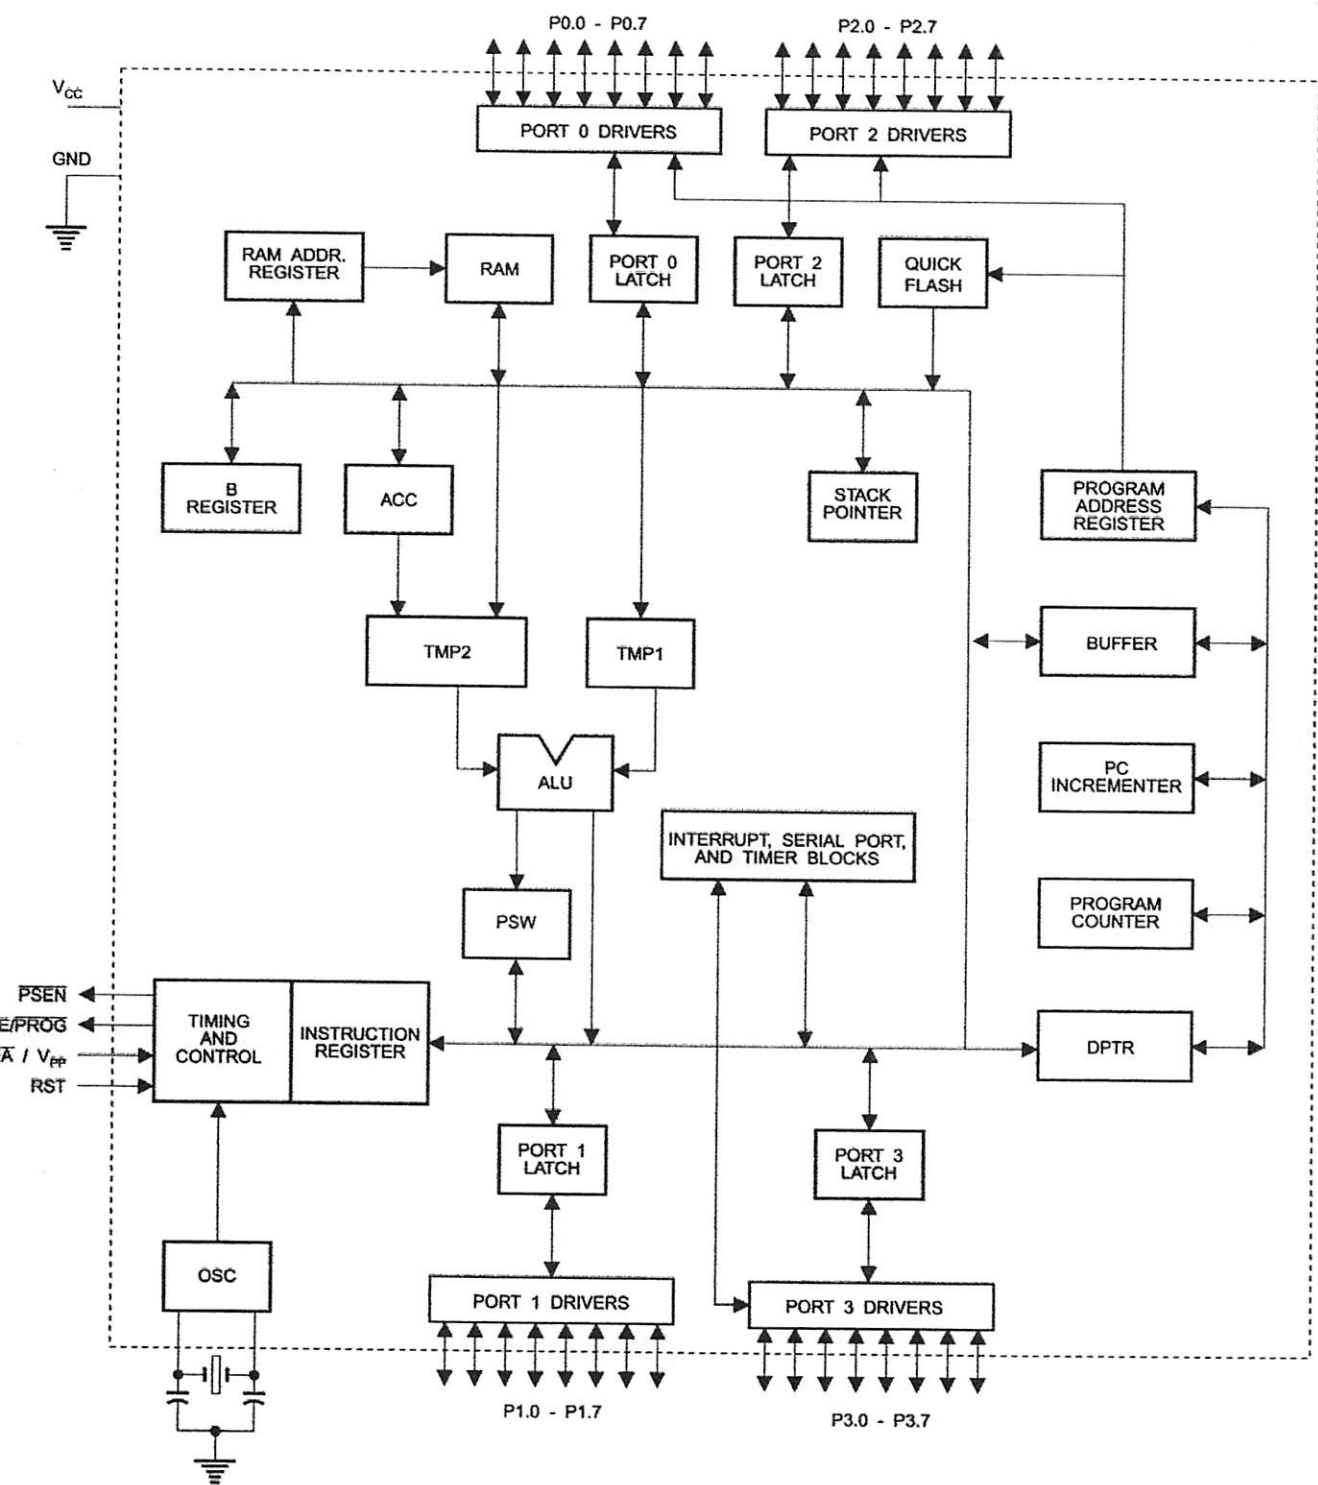 P0.0 - P0.7
P2.0 - P2.7
VCC
GND
PORT 0 DRIVERS
PORT 2 DRIVERS
RAM ADDR.
REGISTER
RAM
PORT 0
LATCH
PORT 2
LATCH
QUICK
FLASH
B
REGISTER
ACC
STACK
POINTER
PROGRAM
ADDRESS
REGISTER
TMP2
TMP1
BUFFER
ALU
PC
INCREMENTER
INTERRUPT, SERIAL PORT,
AND TIMER BLOCKS
PSW
PROGRAM
COUNTER
PSEN
E/PROG
A / VPP
RST
TIMING
AND
CONTROL
INSTRUCTION
REGISTER
DPTR
PORT 1
LATCH
PORT 3
LATCH
OSC
PORT 1 DRIVERS
PORT 3 DRIVERS
P1.0 - P1.7
P3.0 - P3.7